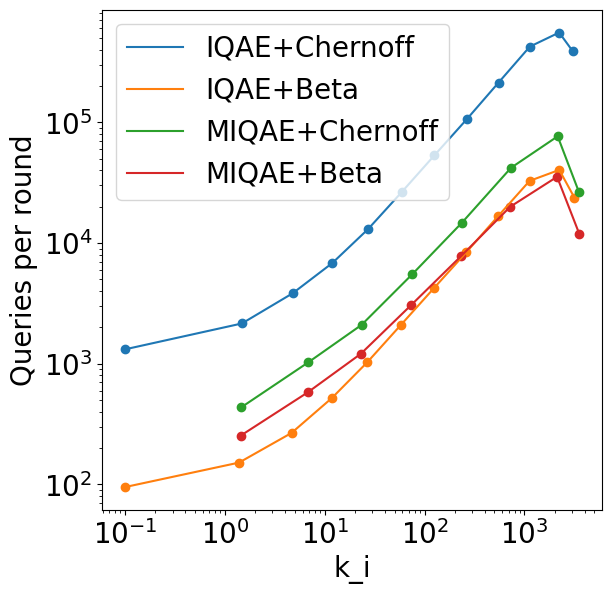 IQAE+Chernoff
IQAE+Beta
MIQAE+Chernoff
MIQAE+Beta
Queries per round
10^5
10^4
10^3
10^2
10^−1 10^0 10^1 10^2 10^3
k_i